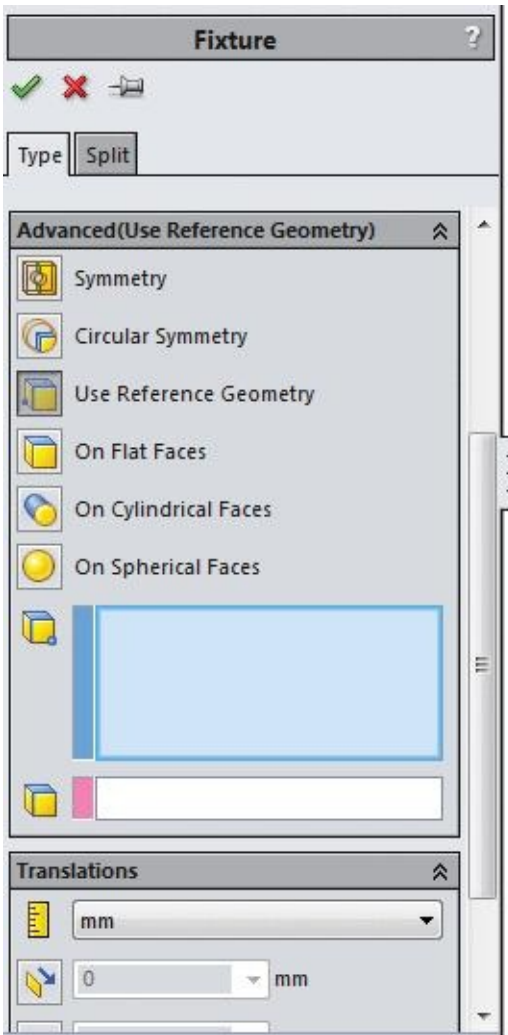 Fixture ?
Type Split
Advanced(Use Reference Geometry)
Symmetry
Circular Symmetry
Use Reference Geometry
On Flat Faces
On Cylindrical Faces
On Spherical Faces
Translations
mm
0 mm